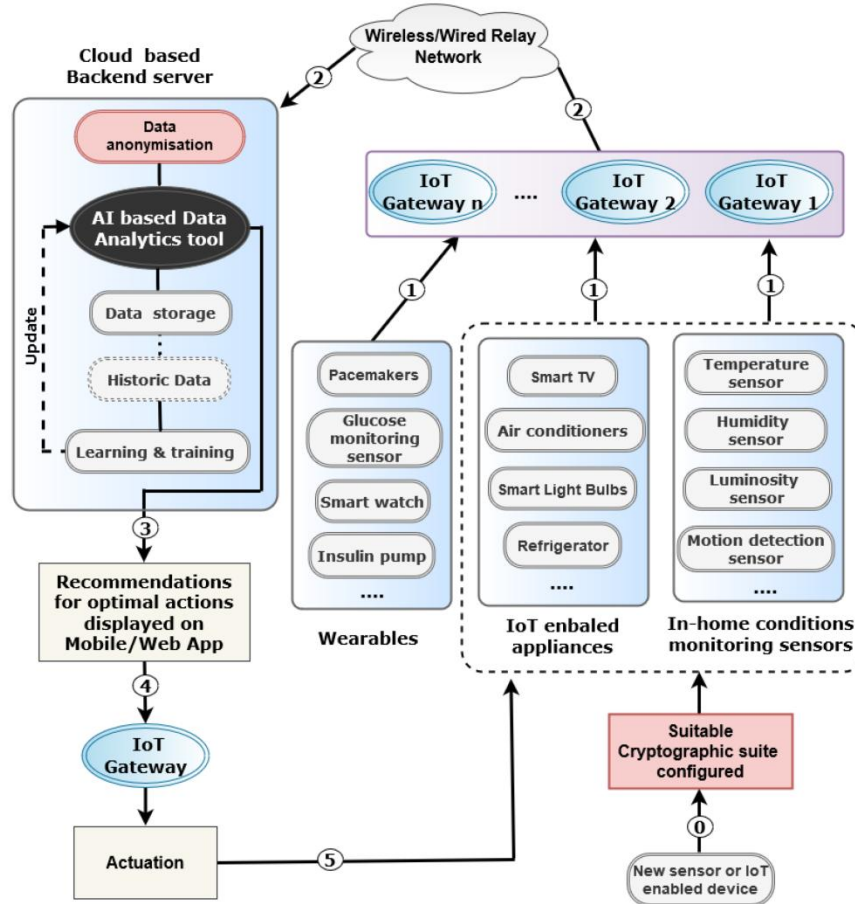 Wireless/Wired Relay
Network
Cloud based
Backend server
2
2
Data
anonymisation
AI based Data
Analytics tool
Data storage
Historic Data
Learning & training
Update
IoT
Gateway n
....
IoT
Gateway 2
IoT
Gateway 1
1
1
1
Pacemakers
Glucose
monitoring
sensor
Smart watch
Insulin pump
....
Wearables
Smart TV
Air conditioners
Smart Light Bulbs
Refrigerator
....
IoT enbaled
appliances
Temperature
sensor
Humidity
sensor
Luminosity
sensor
Motion detection
sensor
....
In-home conditions
monitoring sensors
3
Recommendations
for optimal actions
displayed on
Mobile/Web App
4
IoT
Gateway
Actuation
5
Suitable
Cryptographic suite
configured
0
New sensor or IoT
enabled device